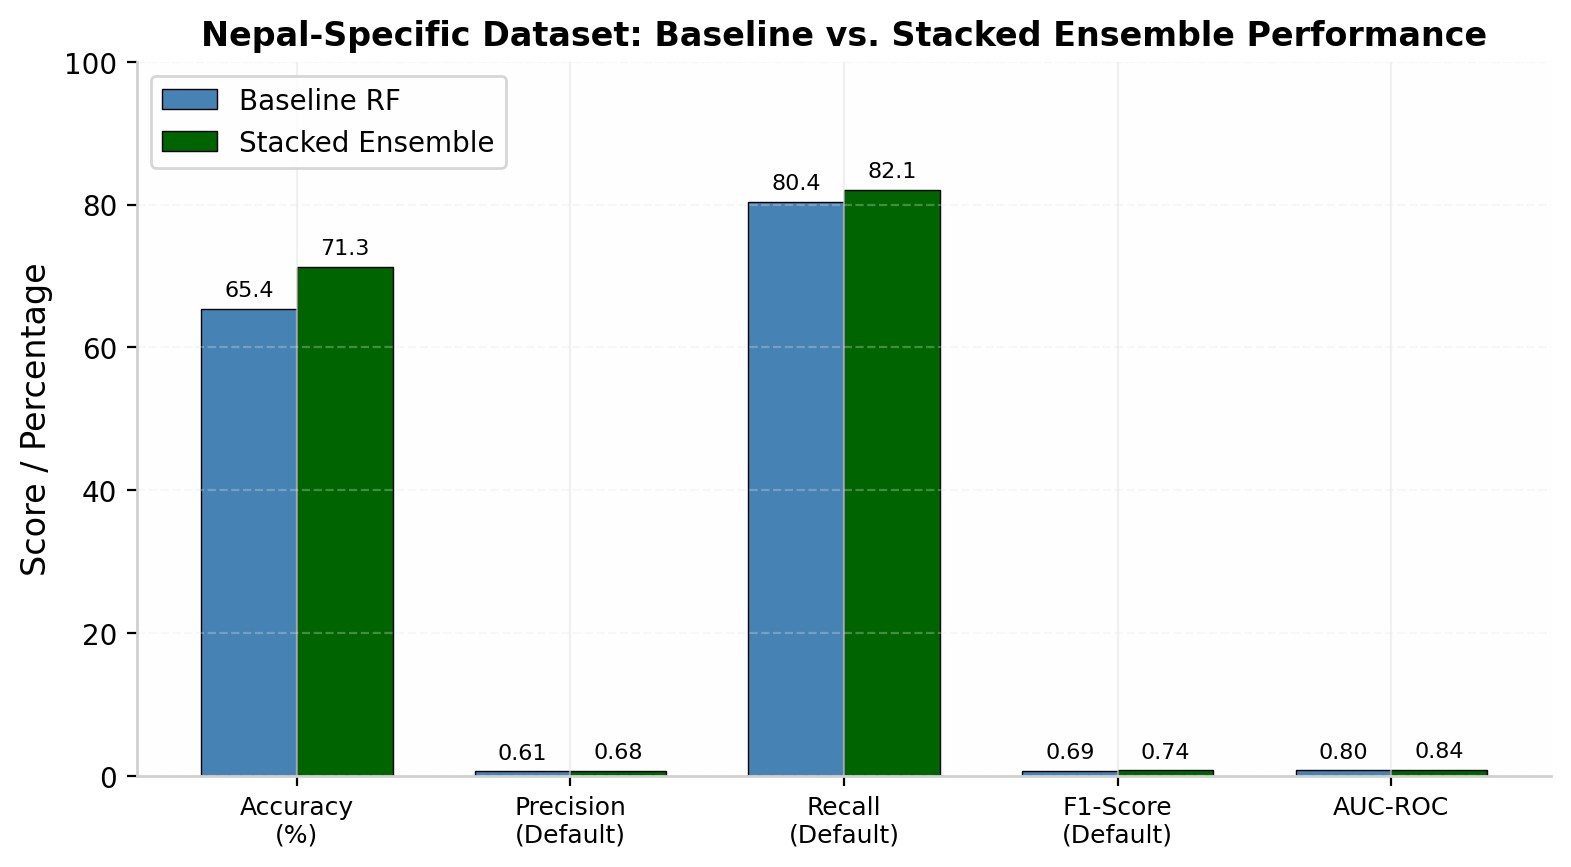 Nepal-Specific Dataset: Baseline vs. Stacked Ensemble Performance
Baseline RF
Stacked Ensemble
Score / Percentage
100
80
60
40
20
0
65.4
71.3
0.61
0.68
80.4
82.1
0.69
0.74
0.80
0.84
Accuracy
(%)
Precision
(Default)
Recall
(Default)
F1-Score
(Default)
AUC-ROC